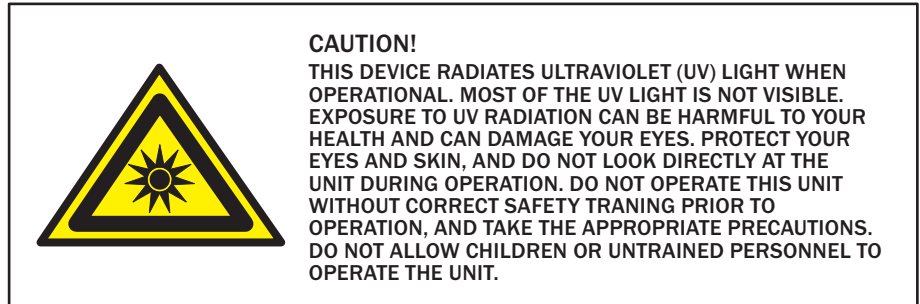 CAUTION!
THIS DEVICE RADIATES ULTRAVIOLET (UV) LIGHT WHEN
OPERATIONAL. MOST OF THE UV LIGHT IS NOT VISIBLE.
EXPOSURE TO UV RADIATION CAN BE HARMFUL TO YOUR
HEALTH AND CAN DAMAGE YOUR EYES. PROTECT YOUR
EYES AND SKIN, AND DO NOT LOOK DIRECTLY AT THE
UNIT DURING OPERATION. DO NOT OPERATE THIS UNIT
WITHOUT CORRECT SAFETY TRANING PRIOR TO
OPERATION, AND TAKE THE APPROPRIATE PRECAUTIONS.
DO NOT ALLOW CHILDREN OR UNTRAINED PERSONNEL TO
OPERATE THE UNIT.